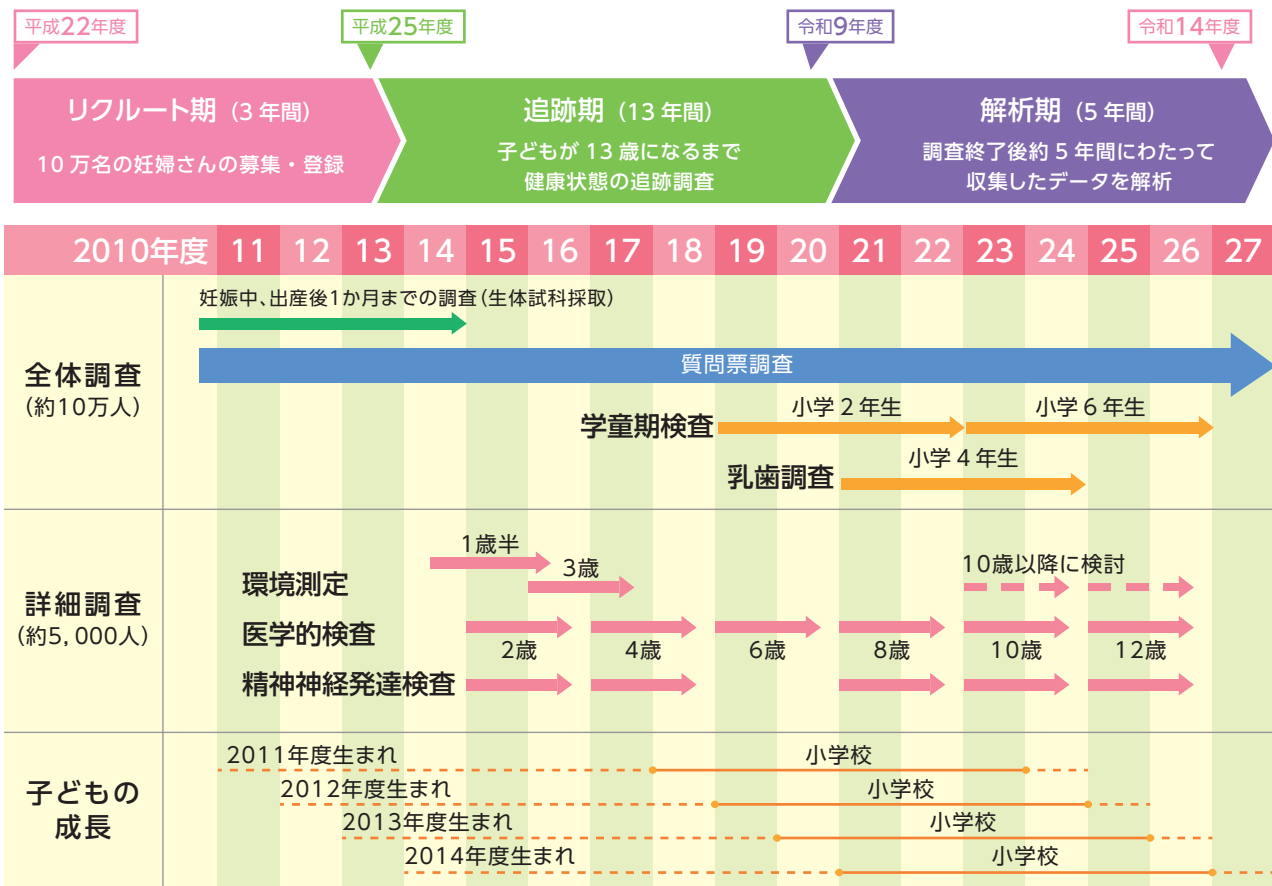 平成22年度
平成25年度
令和9年度
令和14年度
リクルート期（3年間）
10万名の妊婦さんの募集・登録
追跡期（13年間）
子どもが13歳になるまで
健康状態の追跡調査
解析期（5年間）
調査終了後約5年間にわたって
収集したデータを解析
2010年度 11 12 13 14 15 16 17 18 19 20 21 22 23 24 25 26 27
全体調査
（約10万人）
妊娠中、出産後1か月までの調査（生体試科採取）
質問票調査
学童期検査
小学2年生
小学6年生
乳歯調査
小学4年生
詳細調査
（約5,000人）
環境測定
1歳半
3歳
10歳以降に検討
医学的検査
2歳
4歳
6歳
8歳
10歳
12歳
精神神経発達検査
子どもの
成長
2011年度生まれ
小学校
2012年度生まれ
小学校
2013年度生まれ
小学校
2014年度生まれ
小学校